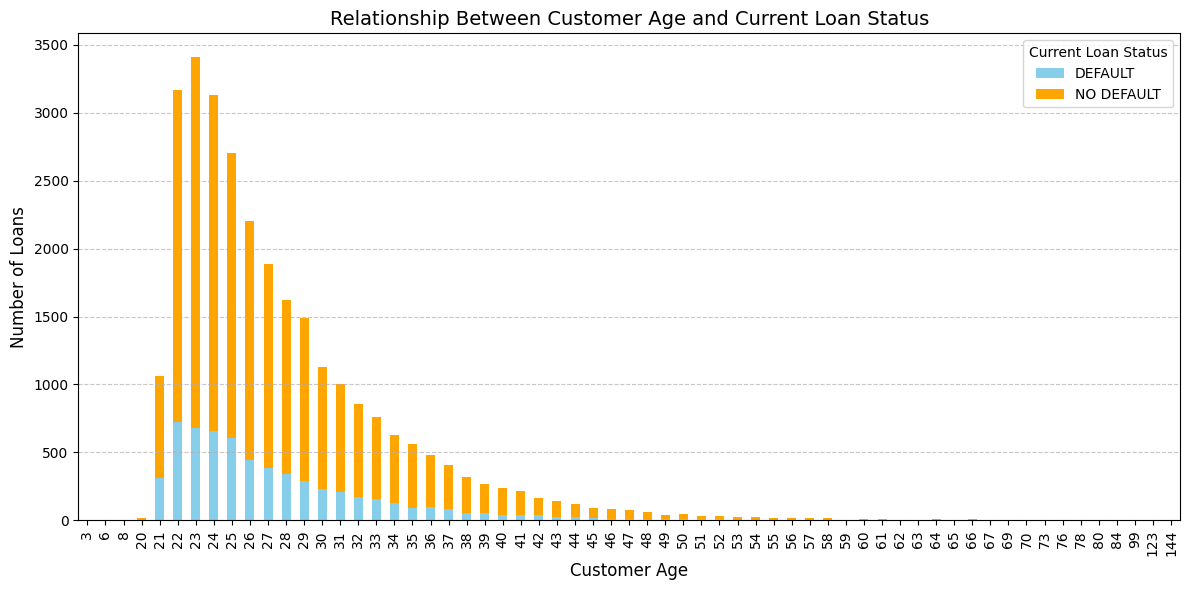 Relationship Between Customer Age and Current Loan Status
Current Loan Status
DEFAULT
NO DEFAULT
Number of Loans
3500
3000
2500
2000
1500
1000
500
0
3 6 8 20 21 22 23 24 25 26 27 28 29 30 31 32 33 34 35 36 37 38 39 40 41 42 43 44 45 46 47 48 49 50 51 52 53 54 55 56 57 58 59 60 61 62 63 64 65 66 67 69 70 73 76 78 80 84 94 99 123 144
Customer Age